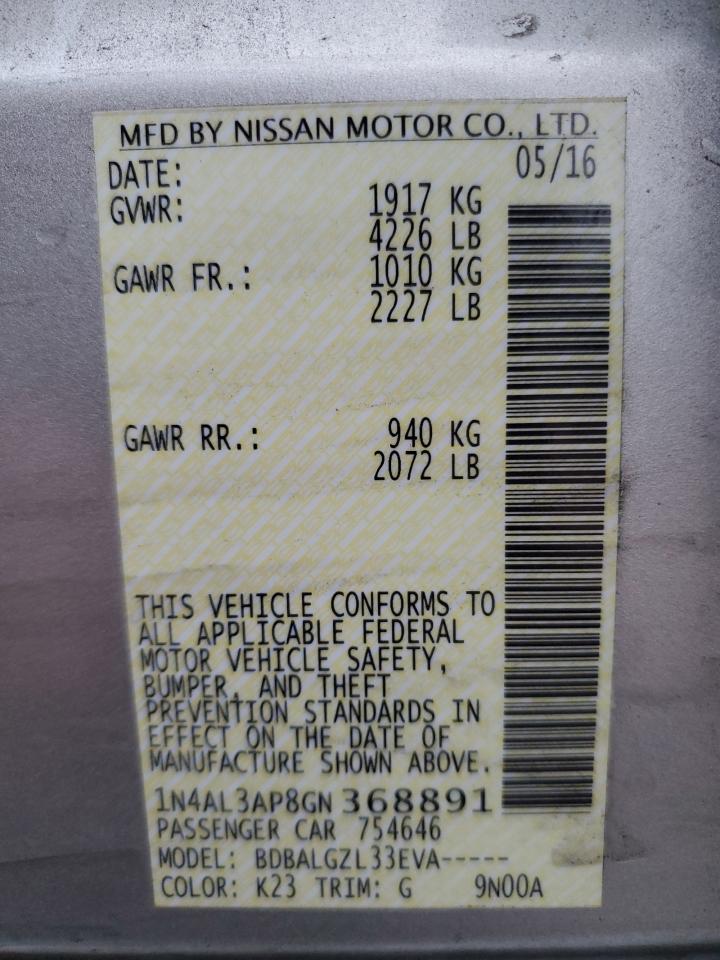 MFD BY NISSAN MOTOR CO., LTD.
DATE: 05/16
GVWR: 1917 KG
4226 LB
GAWR FR.: 1010 KG
2227 LB
GAWR RR.: 940 KG
2072 LB
THIS VEHICLE CONFORMS TO
ALL APPLICABLE FEDERAL
MOTOR VEHICLE SAFETY,
BUMPER, AND THEFT
PREVENTION STANDARDS IN
EFFECT ON THE DATE OF
MANUFACTURE SHOWN ABOVE.
1N4AL3AP8GN368891
PASSENGER CAR 754646
MODEL: BDBALGZL33EVA-----
COLOR: K23 TRIM: G 9N00A